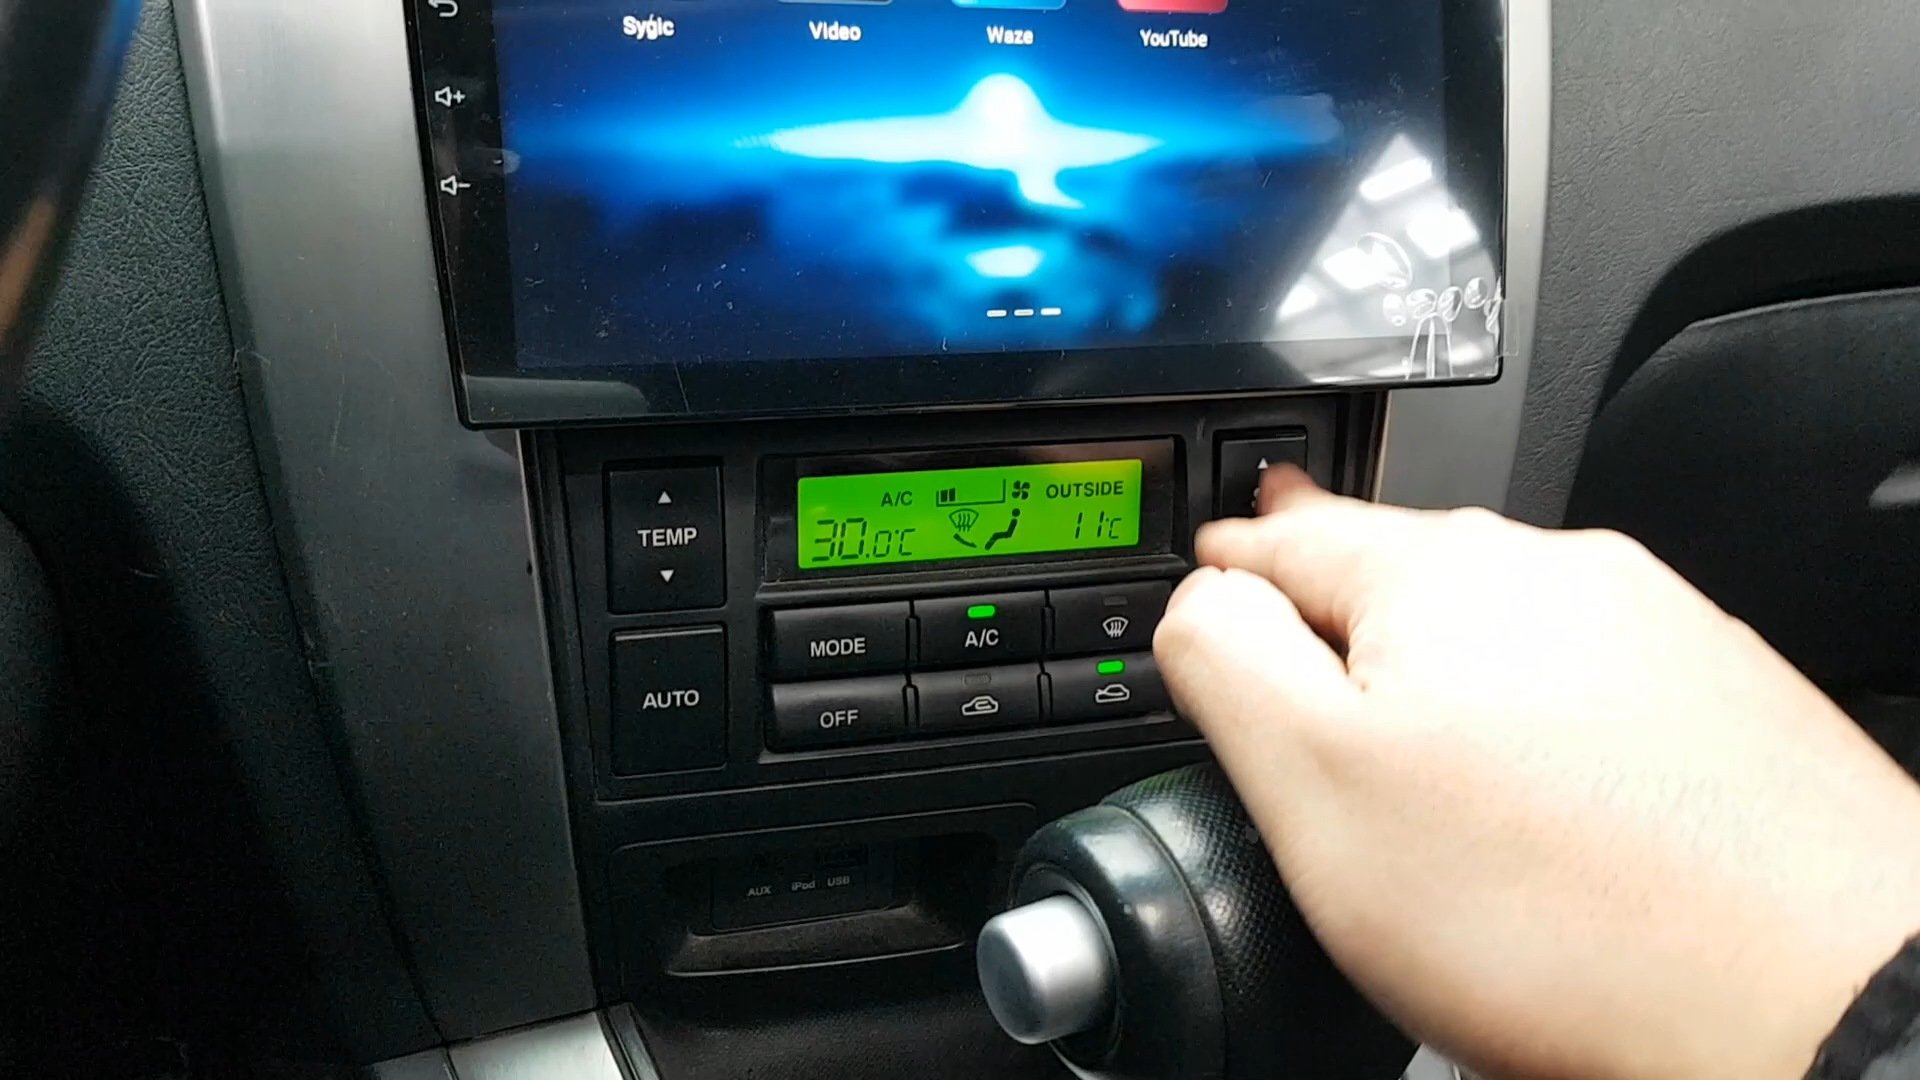 Sygic Video Waze YouTube
A/C OUTSIDE
30.0°C 11°C
TEMP
MODE A/C
AUTO OFF
AUX iPod USB